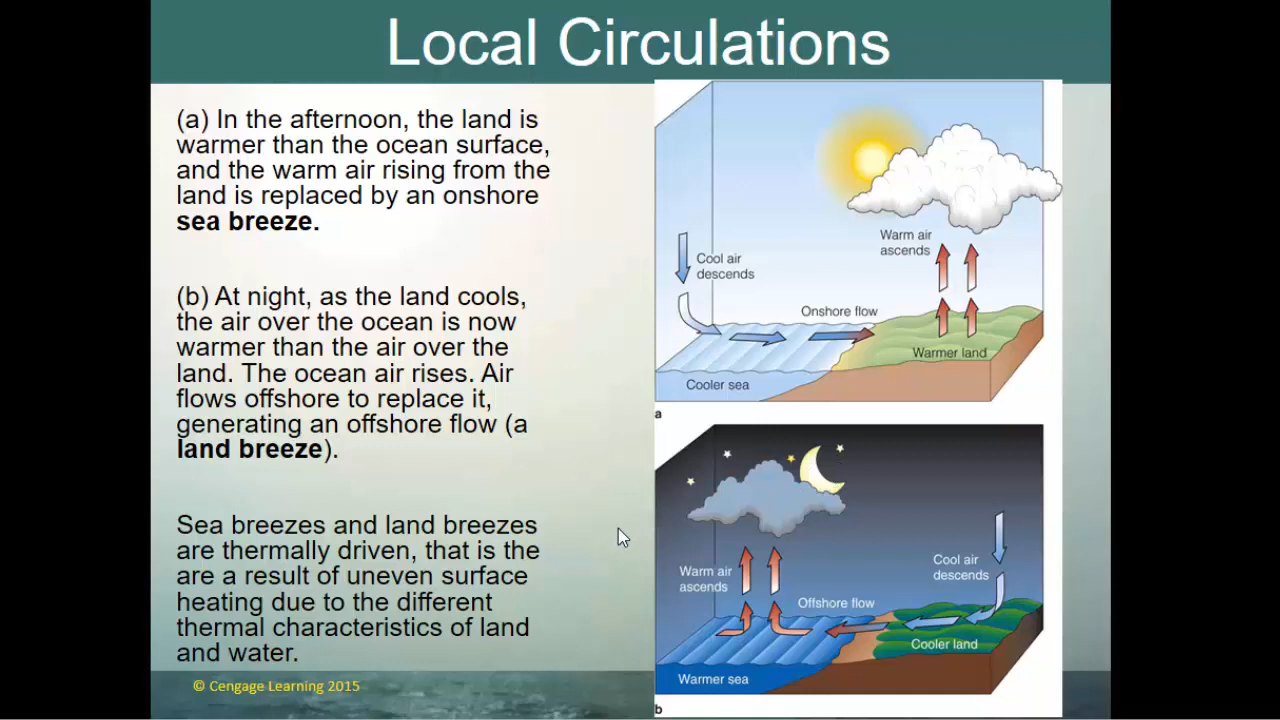 Local Circulations
(a) In the afternoon, the land is
warmer than the ocean surface,
and the warm air rising from the
land is replaced by an onshore
sea breeze.
(b) At night, as the land cools,
the air over the ocean is now
warmer than the air over the
land. The ocean air rises. Air
flows offshore to replace it,
generating an offshore flow (a
land breeze).
Sea breezes and land breezes
are thermally driven, that is the
are a result of uneven surface
heating due to the different
thermal characteristics of land
and water.
© Cengage Learning 2015
Warm air
ascends
Cool air
descends
Onshore flow
Warmer land
Cooler sea
a
Cool air
descends
Warm air
ascends
Offshore flow
Cooler land
Warmer sea
b